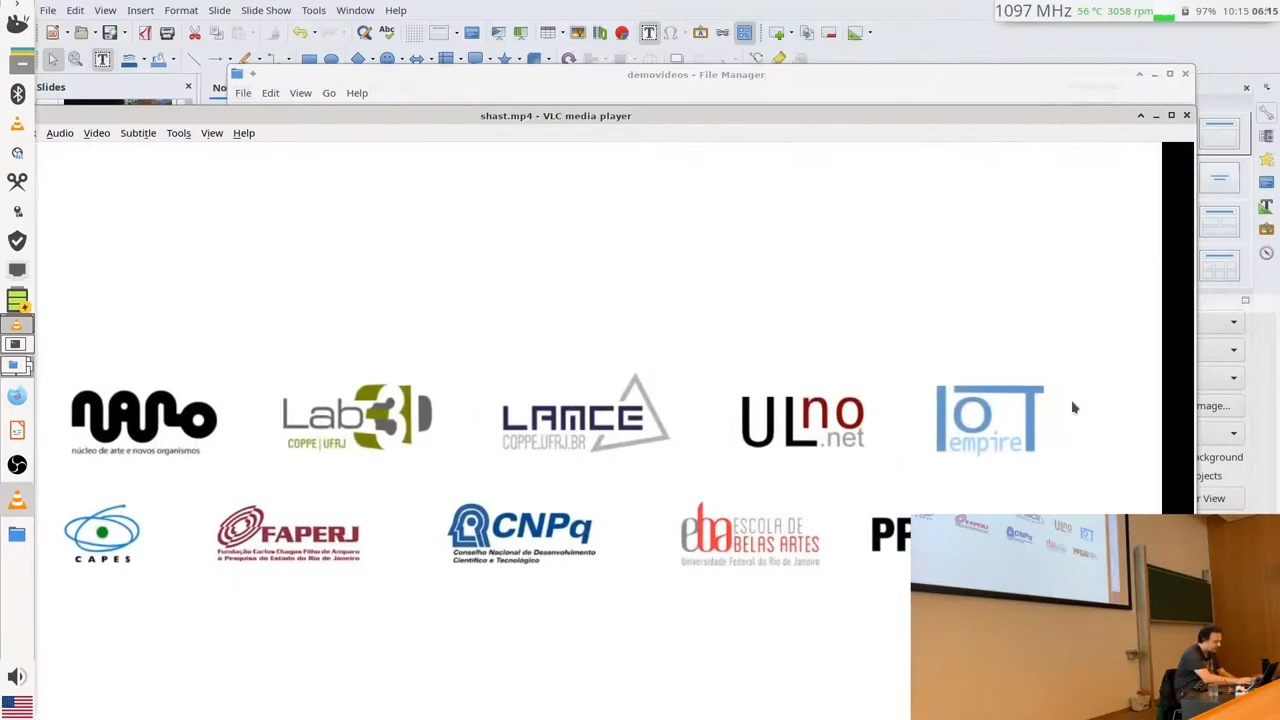 File Edit View Insert Format Slide Slide Show Tools Window Help
1097 MHz 56 °C 3058 rpm 97% 10:15 06:15
Slides
No
demovideos - File Manager
File Edit View Go Help
shast.mp4 - VLC media player
Audio Video Subtitle Tools View Help
NANO
núcleo de arte e novos organismos
Lab3D
COPPE|UFRJ
LAMCE
COPPE.UFRJ.BR
ULno
.net
IoT
empire
mage...
ackground
ojects
r View
CAPES
FAPERJ
Fundação Carlos Chagas Filho de Amparo
à Pesquisa do Estado do Rio de Janeiro
CNPq
Conselho Nacional de Desenvolvimento
Científico e Tecnológico
eba ESCOLA DE
BELAS ARTES
Universidade Federal do Rio de Janeiro
PP